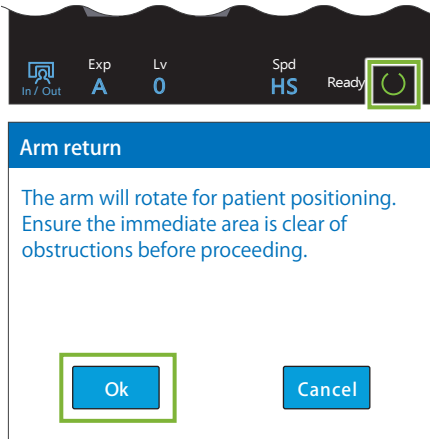 Exp Lv Spd
In / Out A 0 HS Ready
Arm return
The arm will rotate for patient positioning.
Ensure the immediate area is clear of
obstructions before proceeding.
Ok Cancel